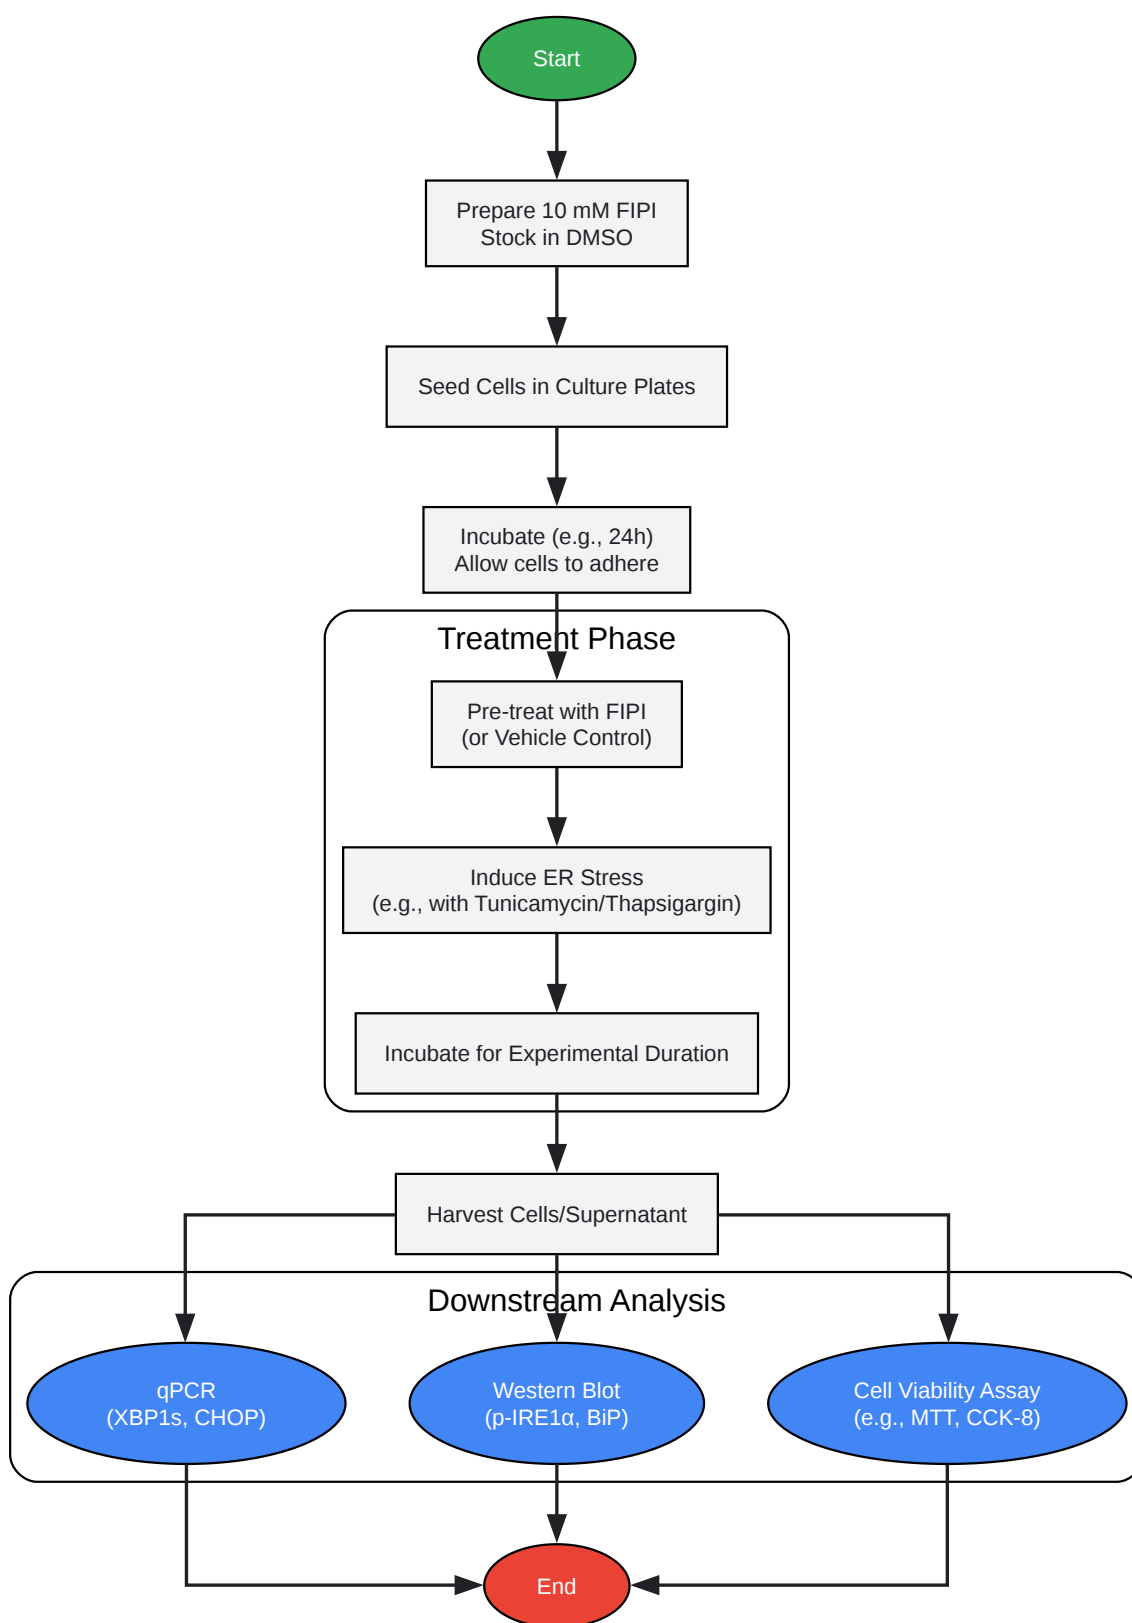 Start
Prepare 10 mM FIPI
Stock in DMSO
Seed Cells in Culture Plates
Incubate (e.g., 24h)
Allow cells to adhere
Treatment Phase
Pre-treat with FIPI
(or Vehicle Control)
Induce ER Stress
(e.g., with Tunicamycin/Thapsigargin)
Incubate for Experimental Duration
Harvest Cells/Supernatant
Downstream Analysis
qPCR
(XBP1s, CHOP)
Western Blot
(p-IRE1α, BiP)
Cell Viability Assay
(e.g., MTT, CCK-8)
End